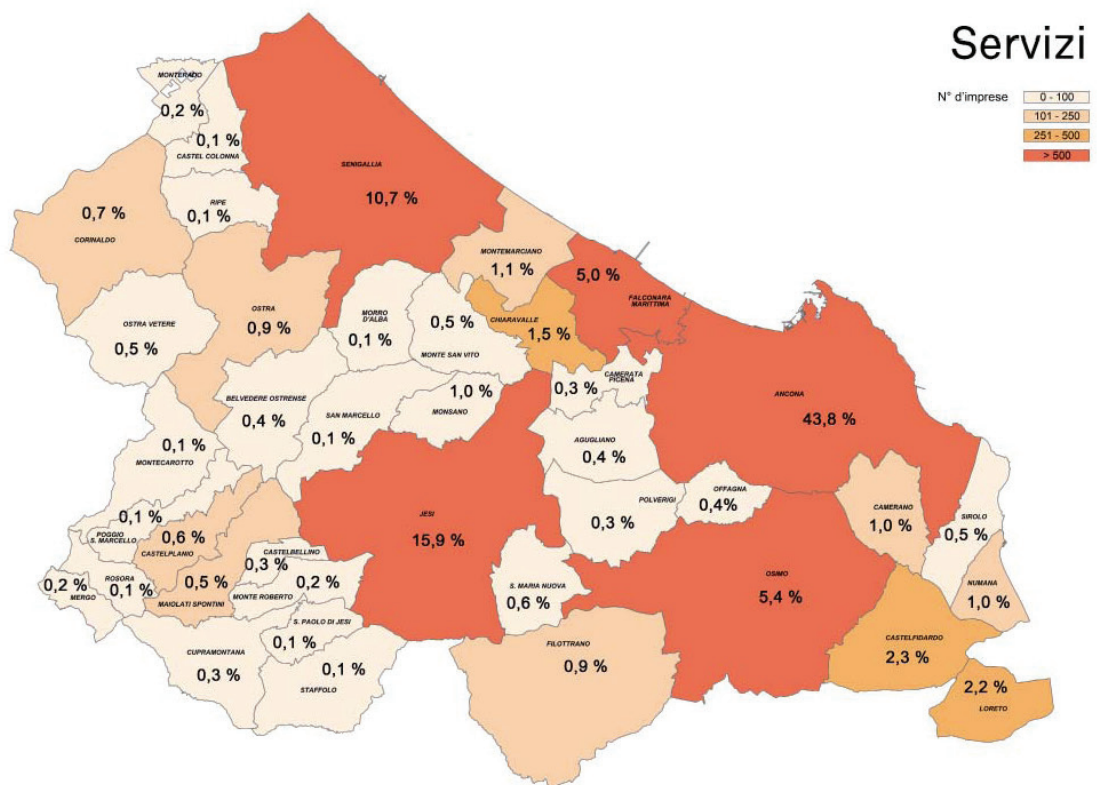 Servizi
N° d'imprese
0 - 100
101 - 250
251 - 500
> 500
MONTERADO
0,2 %
0,1 %
CASTEL COLONNA
RIPE
0,1 %
SENIGALLIA
10,7 %
0,7 %
CORINALDO
MONTEMARCIANO
1,1 %
5,0 %
FALCONARA
MARITTIMA
OSTRA
0,9 %
OSTRA VETERE
0,5 %
MORRO
D'ALBA
0,1 %
0,5 %
MONTE SAN VITO
CHIARAVALLE
1,5 %
CAMERATA
PICENA
0,3 %
ANCONA
43,8 %
BELVEDERE OSTRENSE
0,4 %
SAN MARCELLO
0,1 %
1,0 %
MONSANO
AGUGLIANO
0,4 %
0,1 %
MONTECAROTTO
POLVERIGI
0,3 %
OFFAGNA
0,4%
CAMERANO
1,0 %
SIROLO
0,5 %
JESI
15,9 %
0,1 %
POGGIO
S. MARCELLO
0,6 %
CASTELPLANIO
CASTELBELLINO
0,3 %
0,2 %
MERGO
ROSORA
0,1 %
0,5 %
MAIOLATI SPONTINI
0,2 %
MONTE ROBERTO
S. MARIA NUOVA
0,6 %
OSIMO
5,4 %
NUMANA
1,0 %
S. PAOLO DI JESI
0,1 %
CUPRAMONTANA
0,3 %
0,1 %
STAFFOLO
FILOTTRANO
0,9 %
CASTELFIDARDO
2,3 %
2,2 %
LORETO